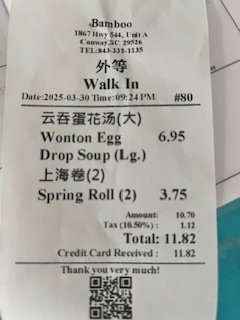 Bamboo
1867 Hwy 544, Unit A
Conway,SC 29526
TEL:843-331-1135
外等
Walk In
Date:2025-03-30 Time:09:24 PM #80
云吞蛋花汤(大)
Wonton Egg 6.95
Drop Soup (Lg.)
上海卷(2)
Spring Roll (2) 3.75
Amount: 10.70
Tax (10.50%) : 1.12
Total: 11.82
Credit Card Received : 11.82
Thank you very much!